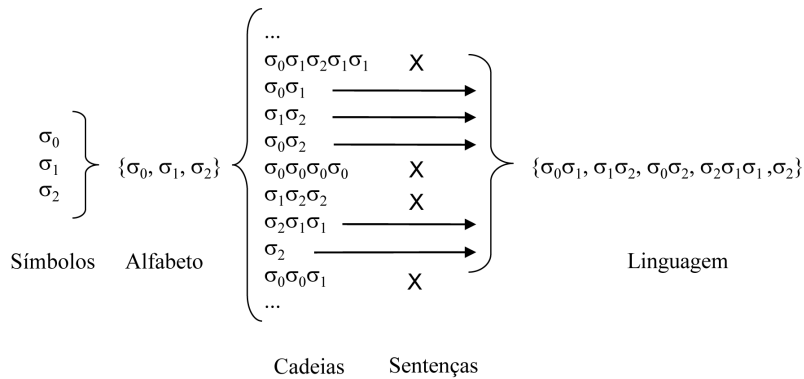 ...
σ₀σ₁σ₂σ₁σ₁ X
σ₀σ₁
σ₁σ₂
σ₀σ₂
σ₀σ₀σ₀σ₀ X
σ₁σ₂σ₂ X
σ₂σ₁σ₁
σ₂
σ₀σ₀σ₁ X
...
σ₀
σ₁
σ₂
{σ₀, σ₁, σ₂}
{σ₀σ₁, σ₁σ₂, σ₀σ₂, σ₂σ₁σ₁ ,σ₂}
Símbolos Alfabeto Linguagem
Cadeias Sentenças